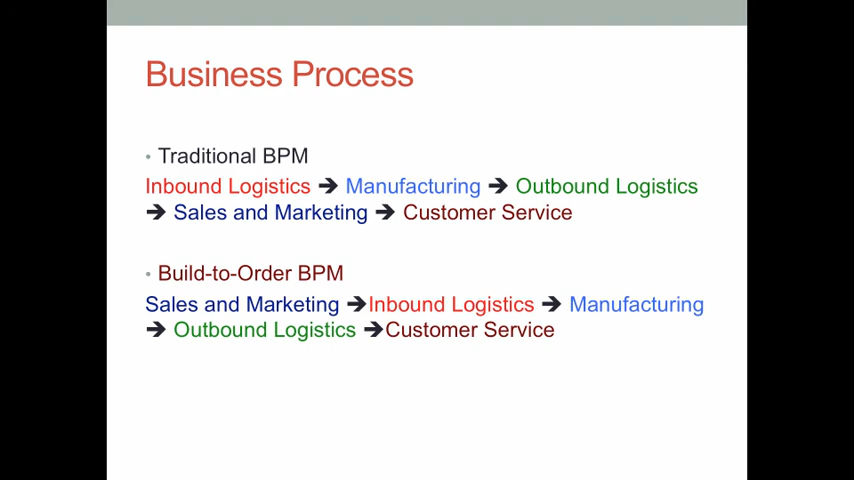 Business Process
• Traditional BPM
Inbound Logistics ➔ Manufacturing ➔ Outbound Logistics
➔ Sales and Marketing ➔ Customer Service
• Build-to-Order BPM
Sales and Marketing ➔Inbound Logistics ➔ Manufacturing
➔ Outbound Logistics ➔Customer Service